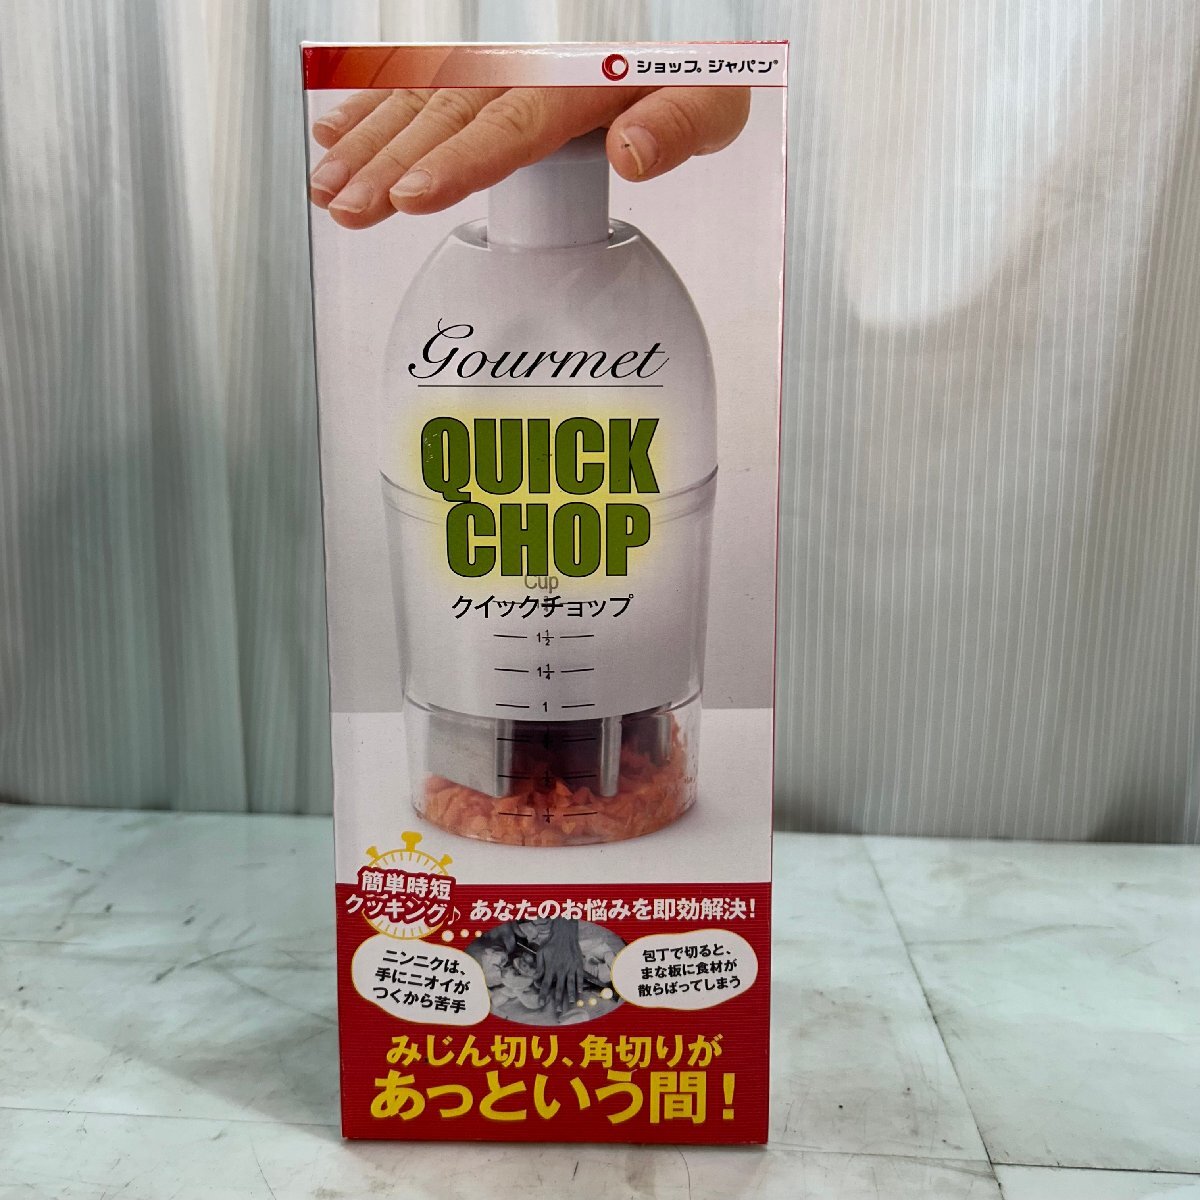 ショップ ジャパン®
Gourmet
QUICK
CHOP
Cup
クイックチョップ
1½
1¼
1
¼
簡単時短
クッキング♪
あなたのお悩みを即効解決!
ニンニクは、
手にニオイが
つくから苦手
包丁で切ると、
まな板に食材が
散らばってしまう
みじん切り、角切りが
あっという間!